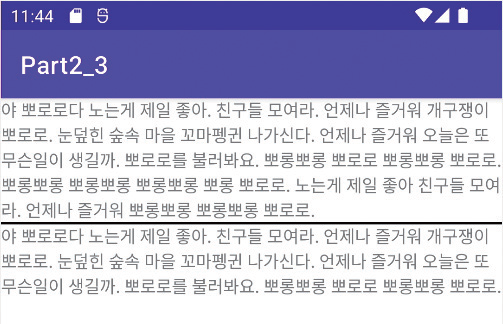 11:44
Part2_3
야 뽀로로다 노는게 제일 좋아. 친구들 모여라. 언제나 즐거워 개구쟁이
뽀로로. 눈덮힌 숲속 마을 꼬마펭귄 나가신다. 언제나 즐거워 오늘은 또
무슨일이 생길까. 뽀로로를 불러봐요. 뽀롱뽀롱 뽀로로 뽀롱뽀롱 뽀로로.
뽀롱뽀롱 뽀롱뽀롱 뽀롱뽀롱 뽀롱 뽀로로. 노는게 제일 좋아 친구들 모여
라. 언제나 즐거워 뽀롱뽀롱 뽀롱뽀롱 뽀로로.
야 뽀로로다 노는게 제일 좋아. 친구들 모여라. 언제나 즐거워 개구쟁이
뽀로로. 눈덮힌 숲속 마을 꼬마펭귄 나가신다. 언제나 즐거워 오늘은 또
무슨일이 생길까. 뽀로로를 불러봐요. 뽀롱뽀롱 뽀로로 뽀롱뽀롱 뽀로로.